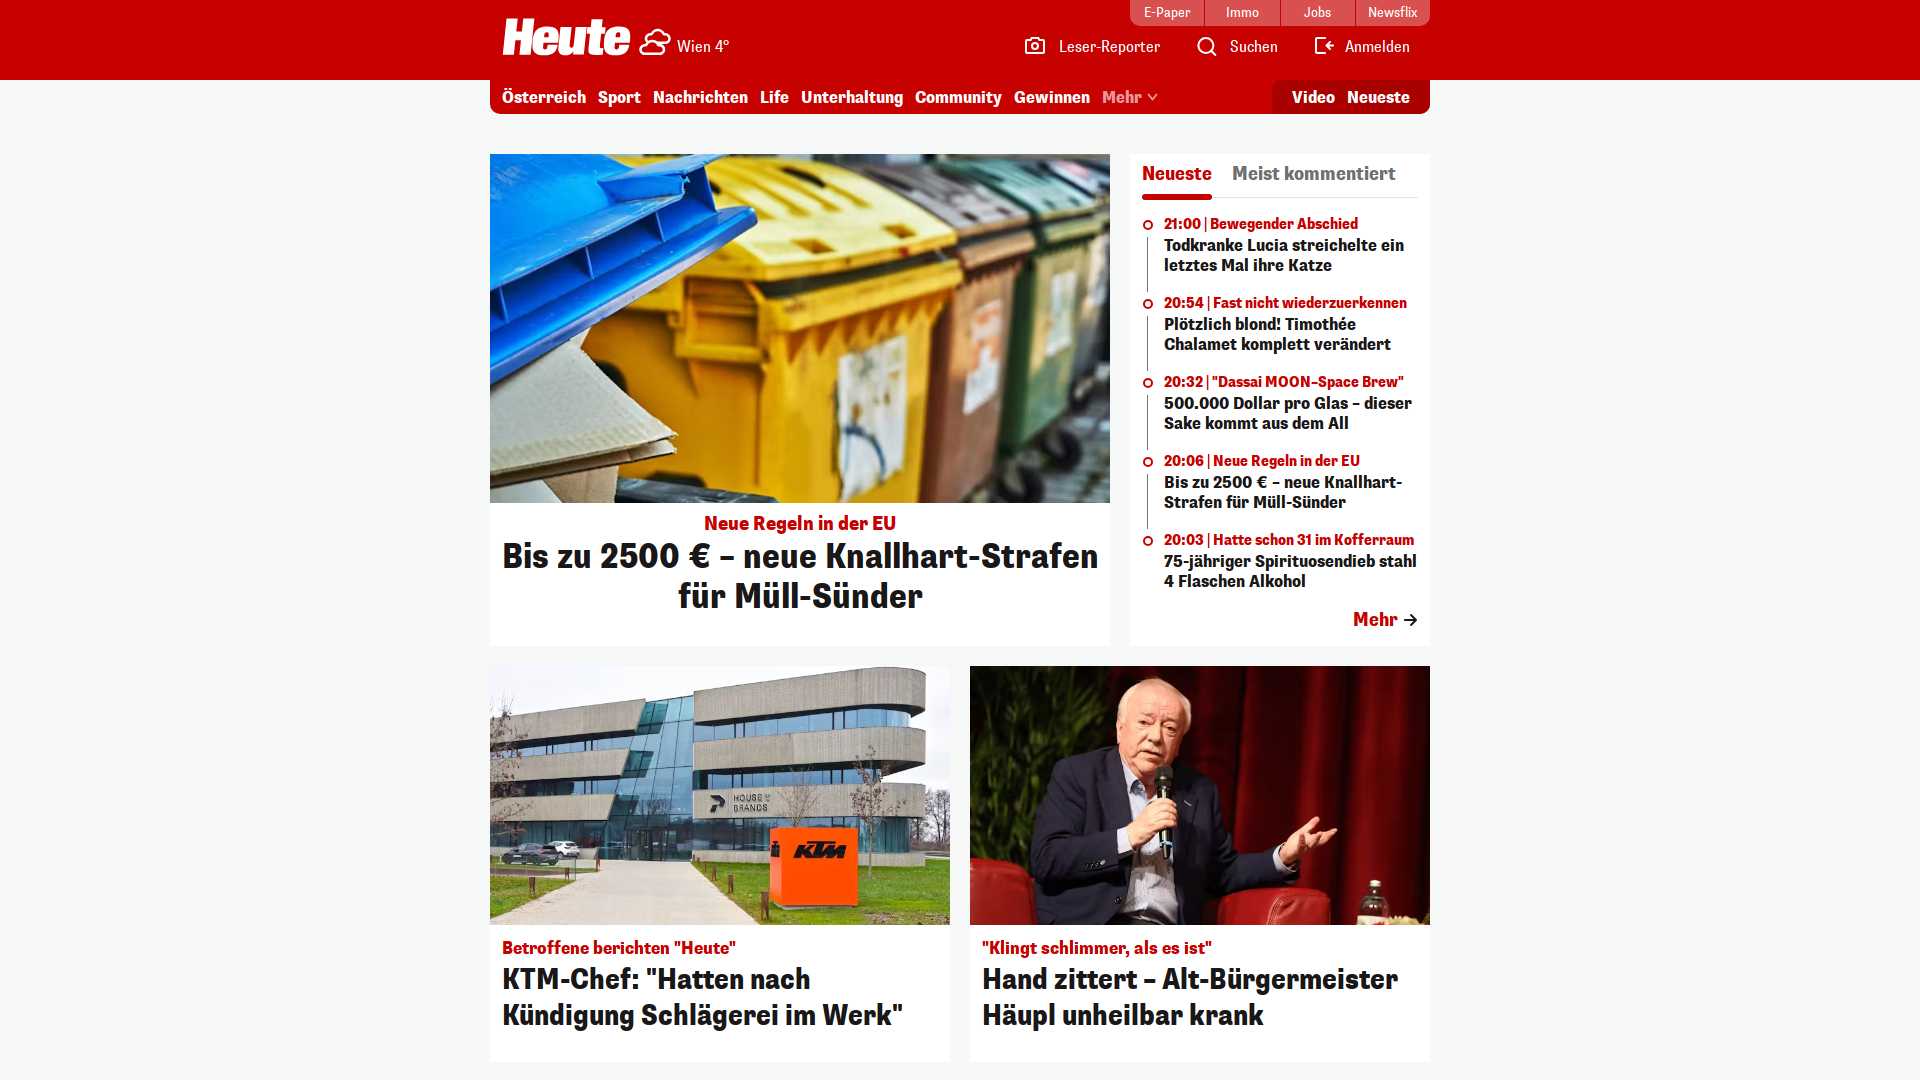 E-Paper
Immo
Jobs
Newsflix
Heute
Wien 4°
Leser-Reporter
Suchen
Anmelden
Österreich
Sport
Nachrichten
Life
Unterhaltung
Community
Gewinnen
Mehr
Video
Neueste
Neue Regeln in der EU
Bis zu 2500 € – neue Knallhart-Strafen
für Müll-Sünder
Neueste
Meist kommentiert
21:00 | Bewegender Abschied
Todkranke Lucia streichelte ein
letztes Mal ihre Katze
20:54 | Fast nicht wiederzuerkennen
Plötzlich blond! Timothée
Chalamet komplett verändert
20:32 | "Dassai MOON–Space Brew"
500.000 Dollar pro Glas – dieser
Sake kommt aus dem All
20:06 | Neue Regeln in der EU
Bis zu 2500 € – neue Knallhart-
Strafen für Müll-Sünder
20:03 | Hatte schon 31 im Kofferraum
75-jähriger Spirituosendieb stahl
4 Flaschen Alkohol
Mehr
HOUSE OF
BRANDS
KTM
Betroffene berichten "Heute"
KTM-Chef: "Hatten nach
Kündigung Schlägerei im Werk"
"Klingt schlimmer, als es ist"
Hand zittert – Alt-Bürgermeister
Häupl unheilbar krank